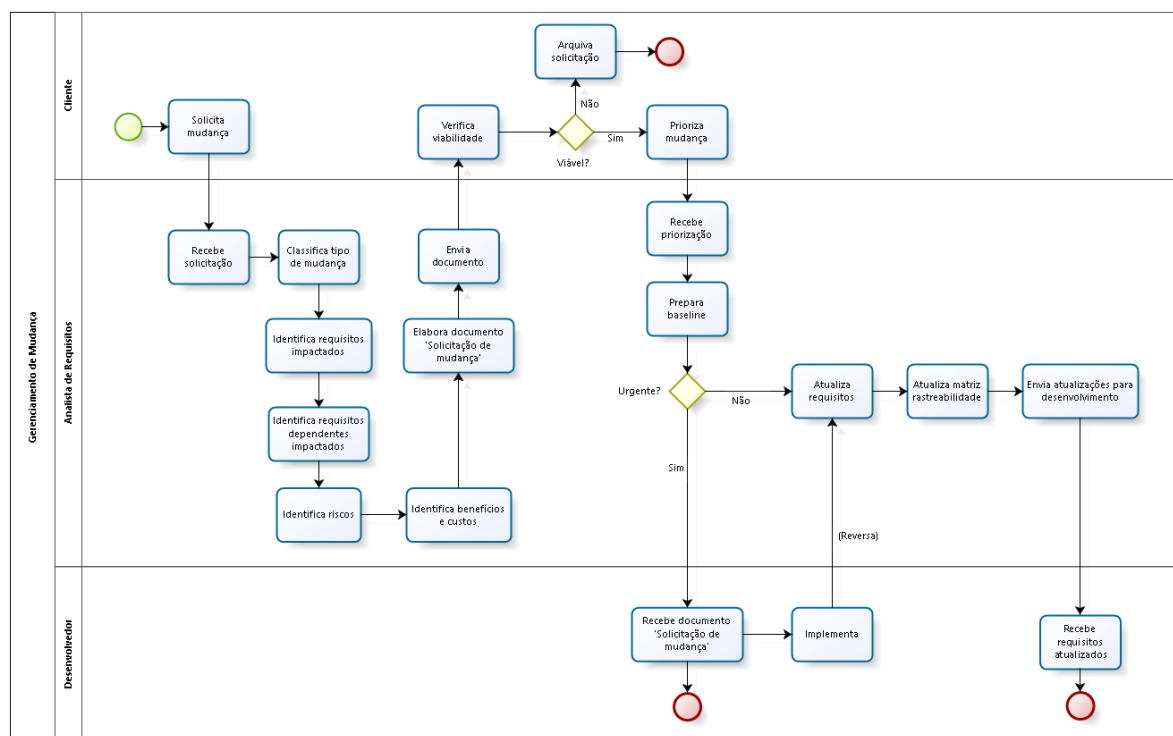 Gerenciamento de Mudança
Cliente
Solicita
mudança
Verifica
viabilidade
Arquiva
solicitação
Não
Viável?
Sim
Prioriza
mudança
Analista de Requisitos
Recebe
solicitação
Classifica tipo
de mudança
Identifica requisitos
impactados
Identifica requisitos
dependentes
impactados
Identifica riscos
Identifica benefícios
e custos
Elabora documento
'Solicitação de
mudança'
Envia
documento
Recebe
priorização
Prepara
baseline
Urgente?
Não
Sim
Atualiza
requisitos
Atualiza matriz
rastreabilidade
Envia atualizações para
desenvolvimento
(Reversa)
Desenvolvedor
Recebe documento
'Solicitação de
mudança'
Implementa
Recebe
requisitos
atualizados